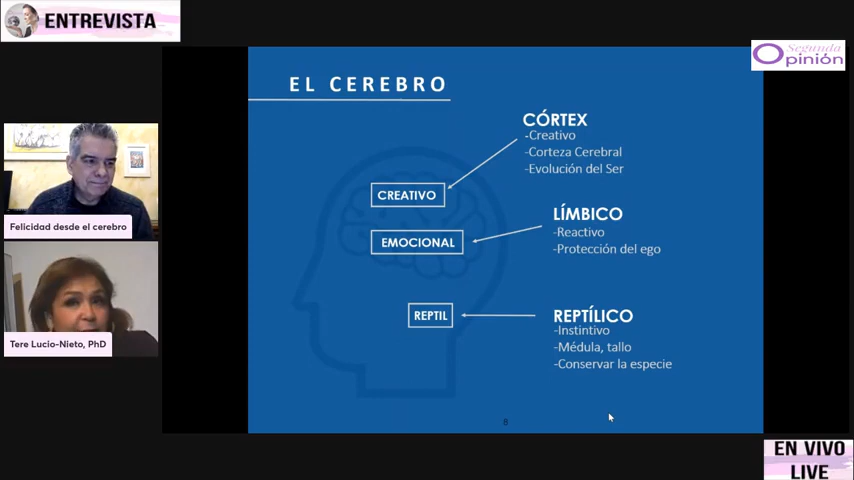 ENTREVISTA
Segunda
Opinión
EL CEREBRO
CÓRTEX
-Creativo
-Corteza Cerebral
-Evolución del Ser
CREATIVO
LÍMBICO
-Reactivo
-Protección del ego
EMOCIONAL
REPTÍLICO
-Instintivo
-Médula, tallo
-Conservar la especie
REPTIL
8
Felicidad desde el cerebro
Tere Lucio-Nieto, PhD
EN VIVO
LIVE